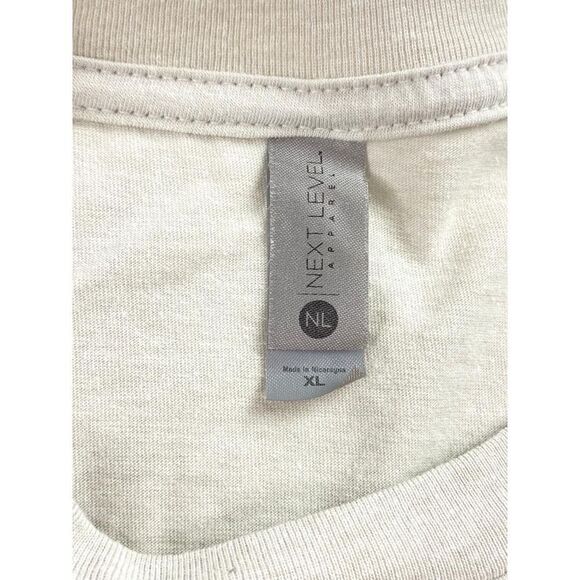 NEXT LEVEL®
APPAREL
NL
Made in Nicaragua
XL